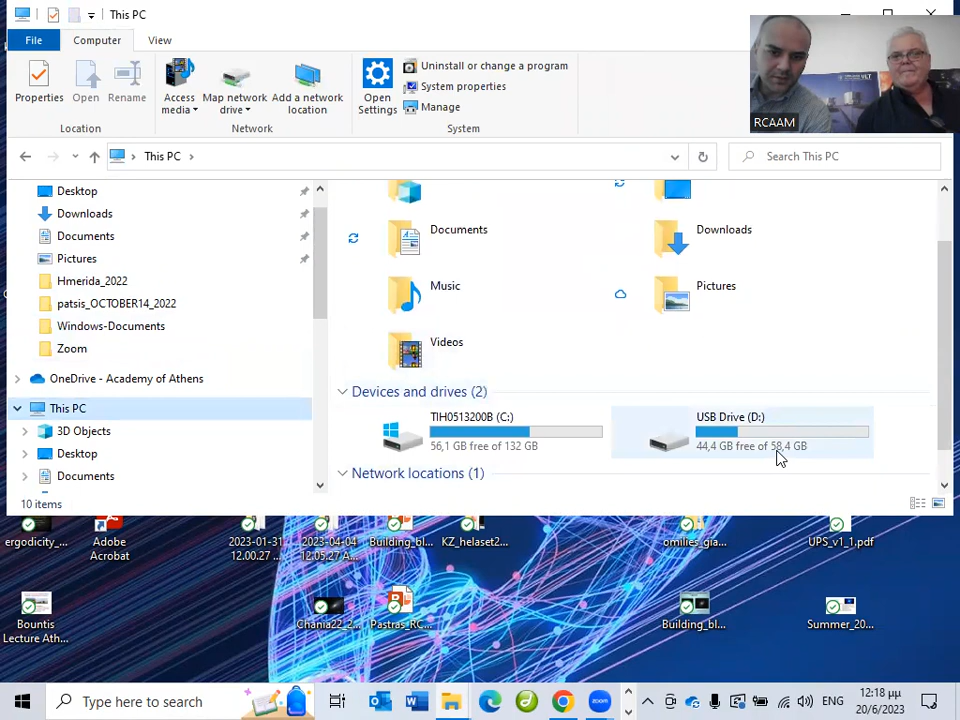 This PC
File
Computer
View
Properties
Open
Rename
Access media
Map network drive
Add a network location
Open Settings
Uninstall or change a program
System properties
Manage
Location
Network
System
RCAAM
This PC
Search This PC
Desktop
Downloads
Documents
Pictures
Hmerida_2022
patsis_OCTOBER14_2022
Windows-Documents
Zoom
OneDrive - Academy of Athens
This PC
3D Objects
Desktop
Documents
Documents
Downloads
Music
Pictures
Videos
Devices and drives (2)
TIH0513200B (C:)
56,1 GB free of 132 GB
USB Drive (D:)
44,4 GB free of 58,4 GB
Network locations (1)
10 items
ergodicity_...
Adobe
Acrobat
2023-01-31
12.00.27 ...
2023-04-04
12.05.27 A...
Building_bl...
KZ_helaset2...
omilies_gia...
UPS_v1_1.pdf
Bountis
Lecture Ath...
Chania22_2...
Pastras_RC...
Building_bl...
Summer_20...
Type here to search
ENG
12:18 μμ
20/6/2023